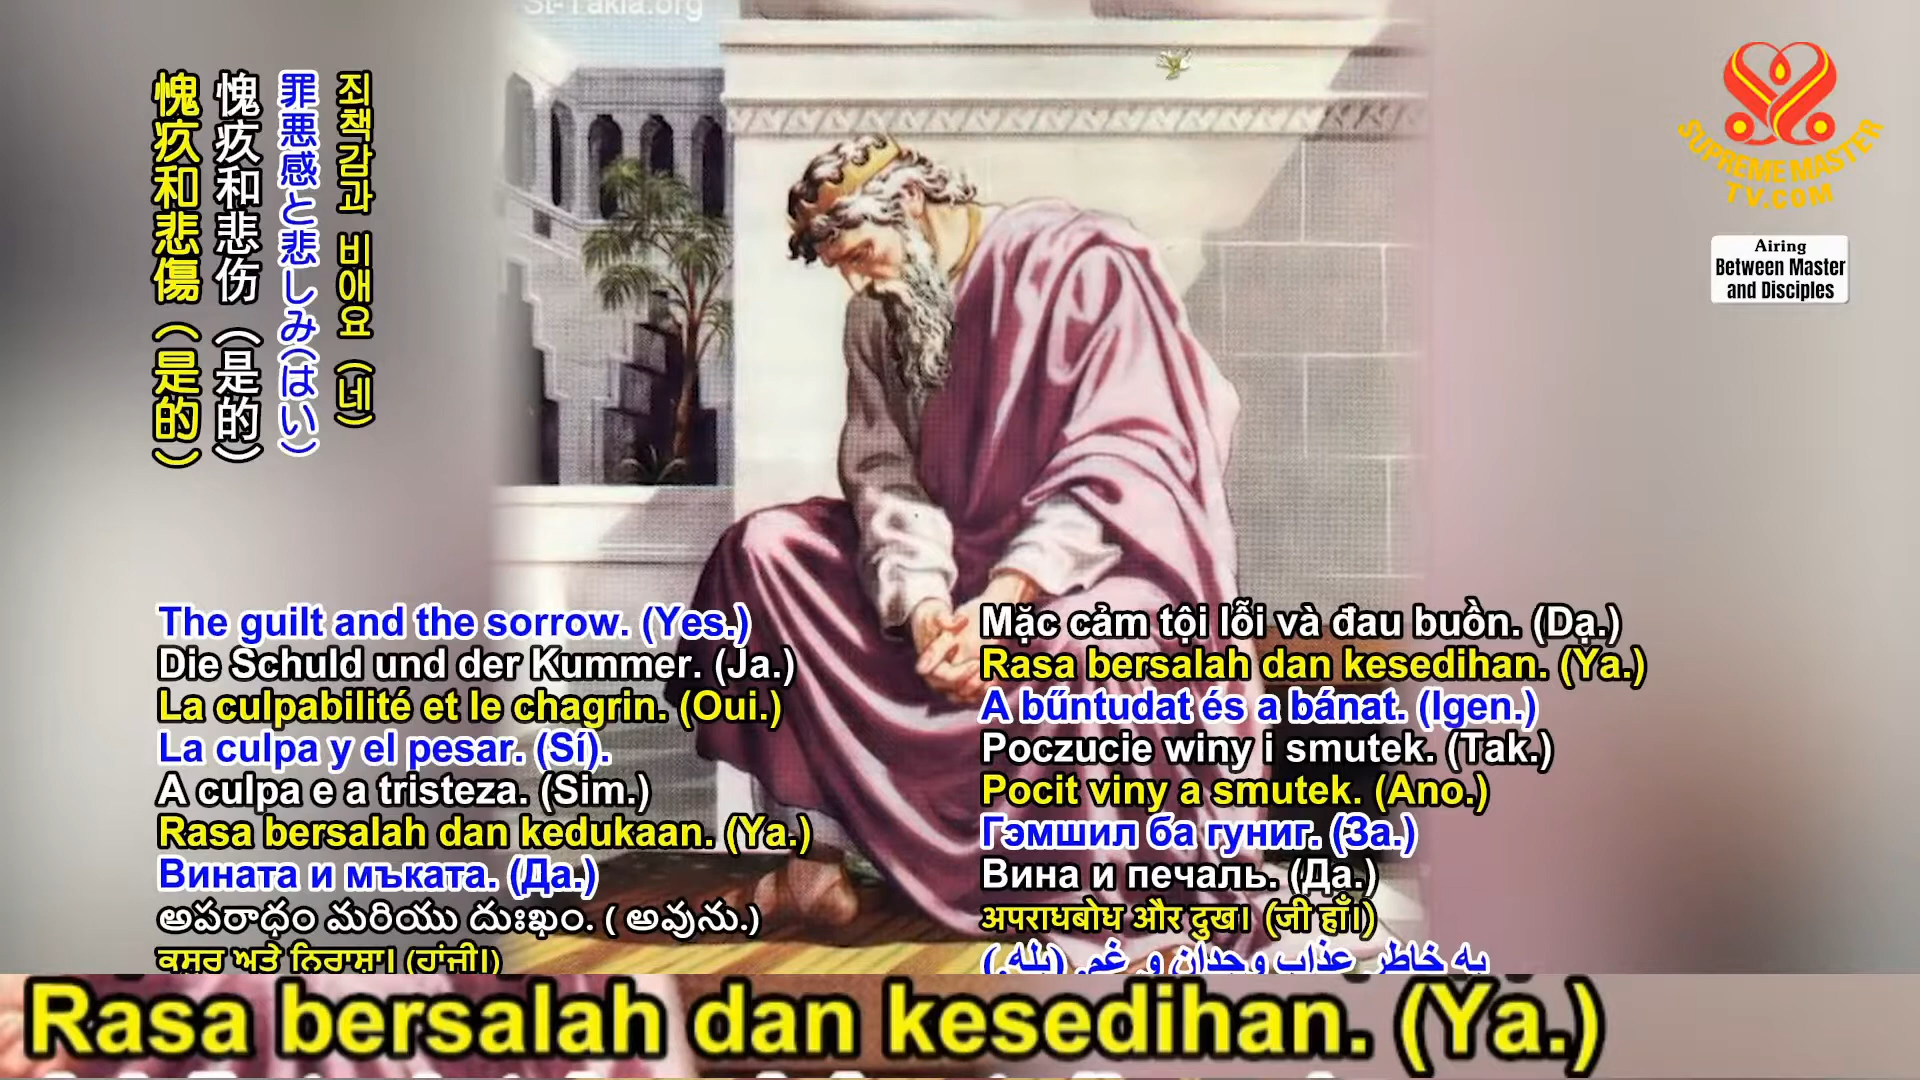 St-Takla.org
愧疚和悲傷（是的）
愧疚和悲伤（是的）
罪悪感と悲しみ(はい)
죄책감과 비애요 (네)
SUPREME MASTER
TV.COM
Airing
Between Master
and Disciples
The guilt and the sorrow. (Yes.)
Die Schuld und der Kummer. (Ja.)
La culpabilité et le chagrin. (Oui.)
La culpa y el pesar. (Sí).
A culpa e a tristeza. (Sim.)
Rasa bersalah dan kedukaan. (Ya.)
Вината и мъката. (Да.)
అపరాధం మరియు దుఃఖం. ( అవును.)
ਕਸੂਰ ਅਤੇ ਨਿਰਾਸ਼ਾ। (ਹਾਂਜੀ।)
Mặc cảm tội lỗi và đau buồn. (Dạ.)
Rasa bersalah dan kesedihan. (Ya.)
A bűntudat és a bánat. (Igen.)
Poczucie winy i smutek. (Tak.)
Pocit viny a smutek. (Ano.)
Гэмшил ба гуниг. (За.)
Вина и печаль. (Да.)
अपराधबोध और दुख। (जी हाँ।)
به خاطر عذاب وجدان و غم. (بله.)
Rasa bersalah dan kesedihan. (Ya.)